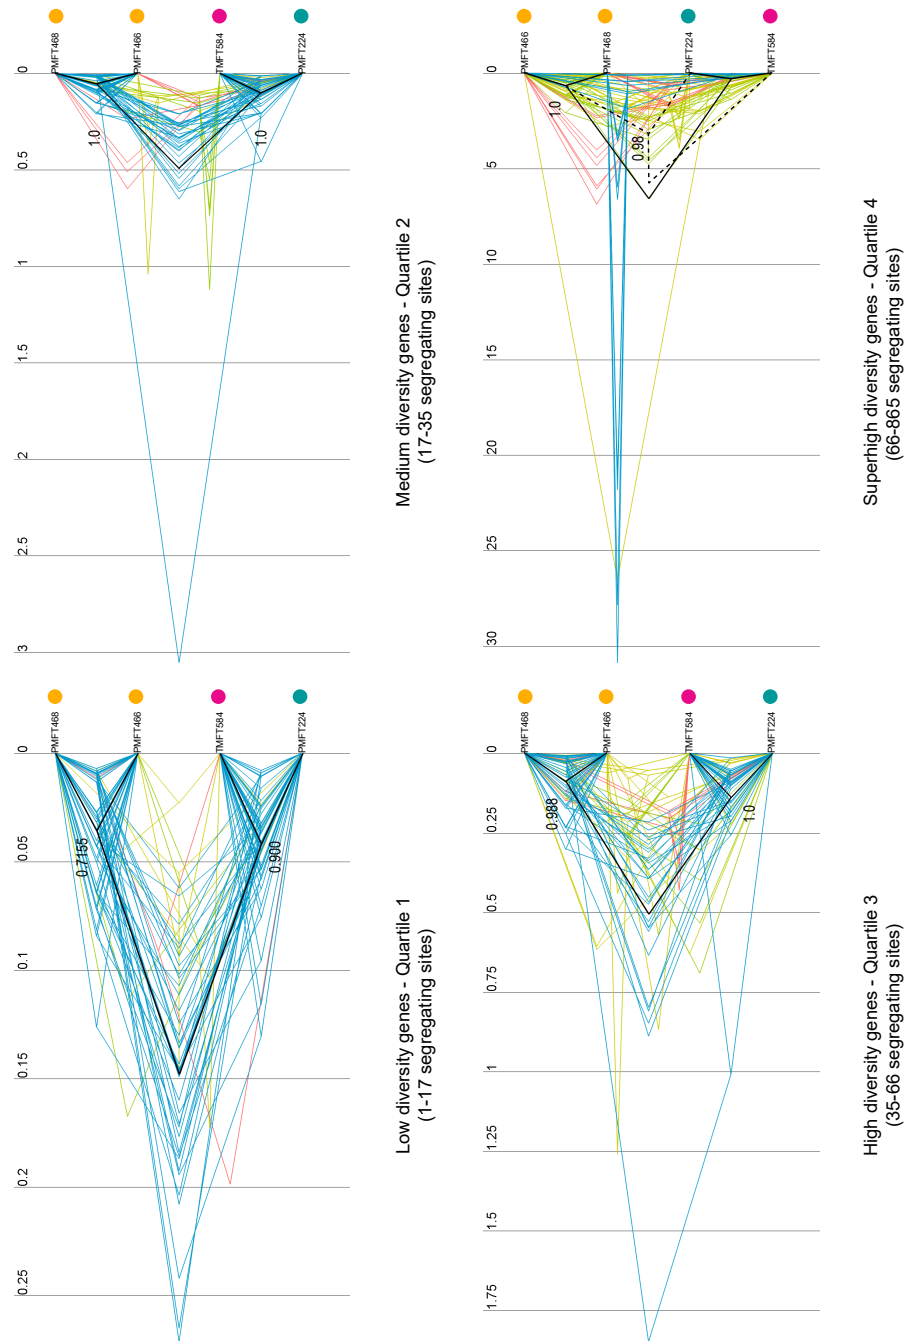 PMFT468
PMFT466
TMFT584
PMFT224
0
0.5
1
1.5
2
2.5
3
1.0
1.0
Medium diversity genes - Quartile 2
(17-35 segregating sites)
PMFT466
PMFT468
PMFT224
TMFT584
0
5
10
15
20
25
30
1.0
0.98
Superhigh diversity genes - Quartile 4
(66-865 segregating sites)
PMFT468
PMFT466
TMFT584
PMFT224
0
0.05
0.1
0.15
0.2
0.25
0.7155
0.900
Low diversity genes - Quartile 1
(1-17 segregating sites)
PMFT468
PMFT466
TMFT584
PMFT224
0
0.25
0.5
0.75
1
1.25
1.5
1.75
0.988
1.0
High diversity genes - Quartile 3
(35-66 segregating sites)